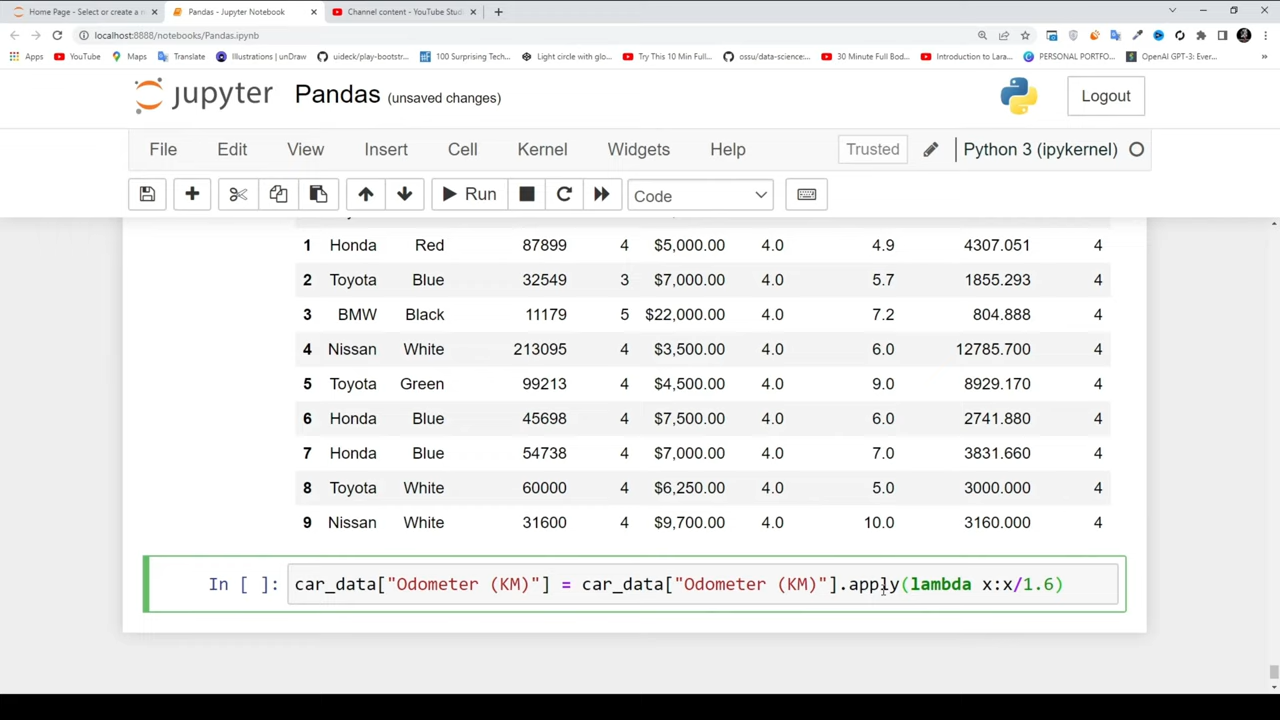 Home Page - Select or create a n
Pandas - Jupyter Notebook
Channel content - YouTube Stud
localhost:8888/notebooks/Pandas.ipynb
Apps YouTube Maps Translate Illustrations | unDraw uideck/play-bootstr... 100 Surprising Tech... Light circle with glo... Try This 10 Min Full... ossu/data-science:... 30 Minute Full Bod... Introduction to Lara... PERSONAL PORTFO... OpenAI GPT-3: Ever...
jupyter Pandas (unsaved changes) Logout
File Edit View Insert Cell Kernel Widgets Help Trusted Python 3 (ipykernel)
Run Code
1 Honda Red 87899 4 $5,000.00 4.0 4.9 4307.051 4
2 Toyota Blue 32549 3 $7,000.00 4.0 5.7 1855.293 4
3 BMW Black 11179 5 $22,000.00 4.0 7.2 804.888 4
4 Nissan White 213095 4 $3,500.00 4.0 6.0 12785.700 4
5 Toyota Green 99213 4 $4,500.00 4.0 9.0 8929.170 4
6 Honda Blue 45698 4 $7,500.00 4.0 6.0 2741.880 4
7 Honda Blue 54738 4 $7,000.00 4.0 7.0 3831.660 4
8 Toyota White 60000 4 $6,250.00 4.0 5.0 3000.000 4
9 Nissan White 31600 4 $9,700.00 4.0 10.0 3160.000 4
In [ ]: car_data["Odometer (KM)"] = car_data["Odometer (KM)"].apply(lambda x:x/1.6)